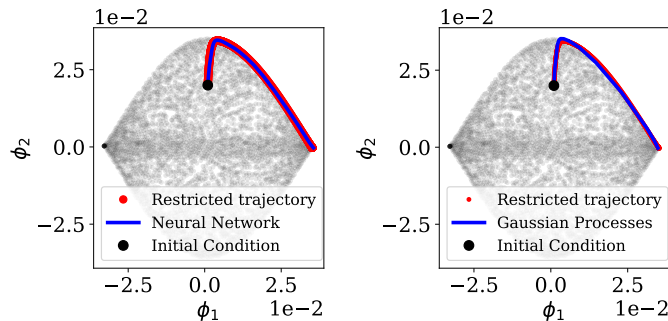 1e−2
2.5
0.0
−2.5
ϕ2
Restricted trajectory
Neural Network
Initial Condition
−2.5 0.0 2.5
1e−2
ϕ1
1e−2
2.5
0.0
−2.5
ϕ2
Restricted trajectory
Gaussian Processes
Initial Condition
−2.5 0.0 2.5
1e−2
ϕ1